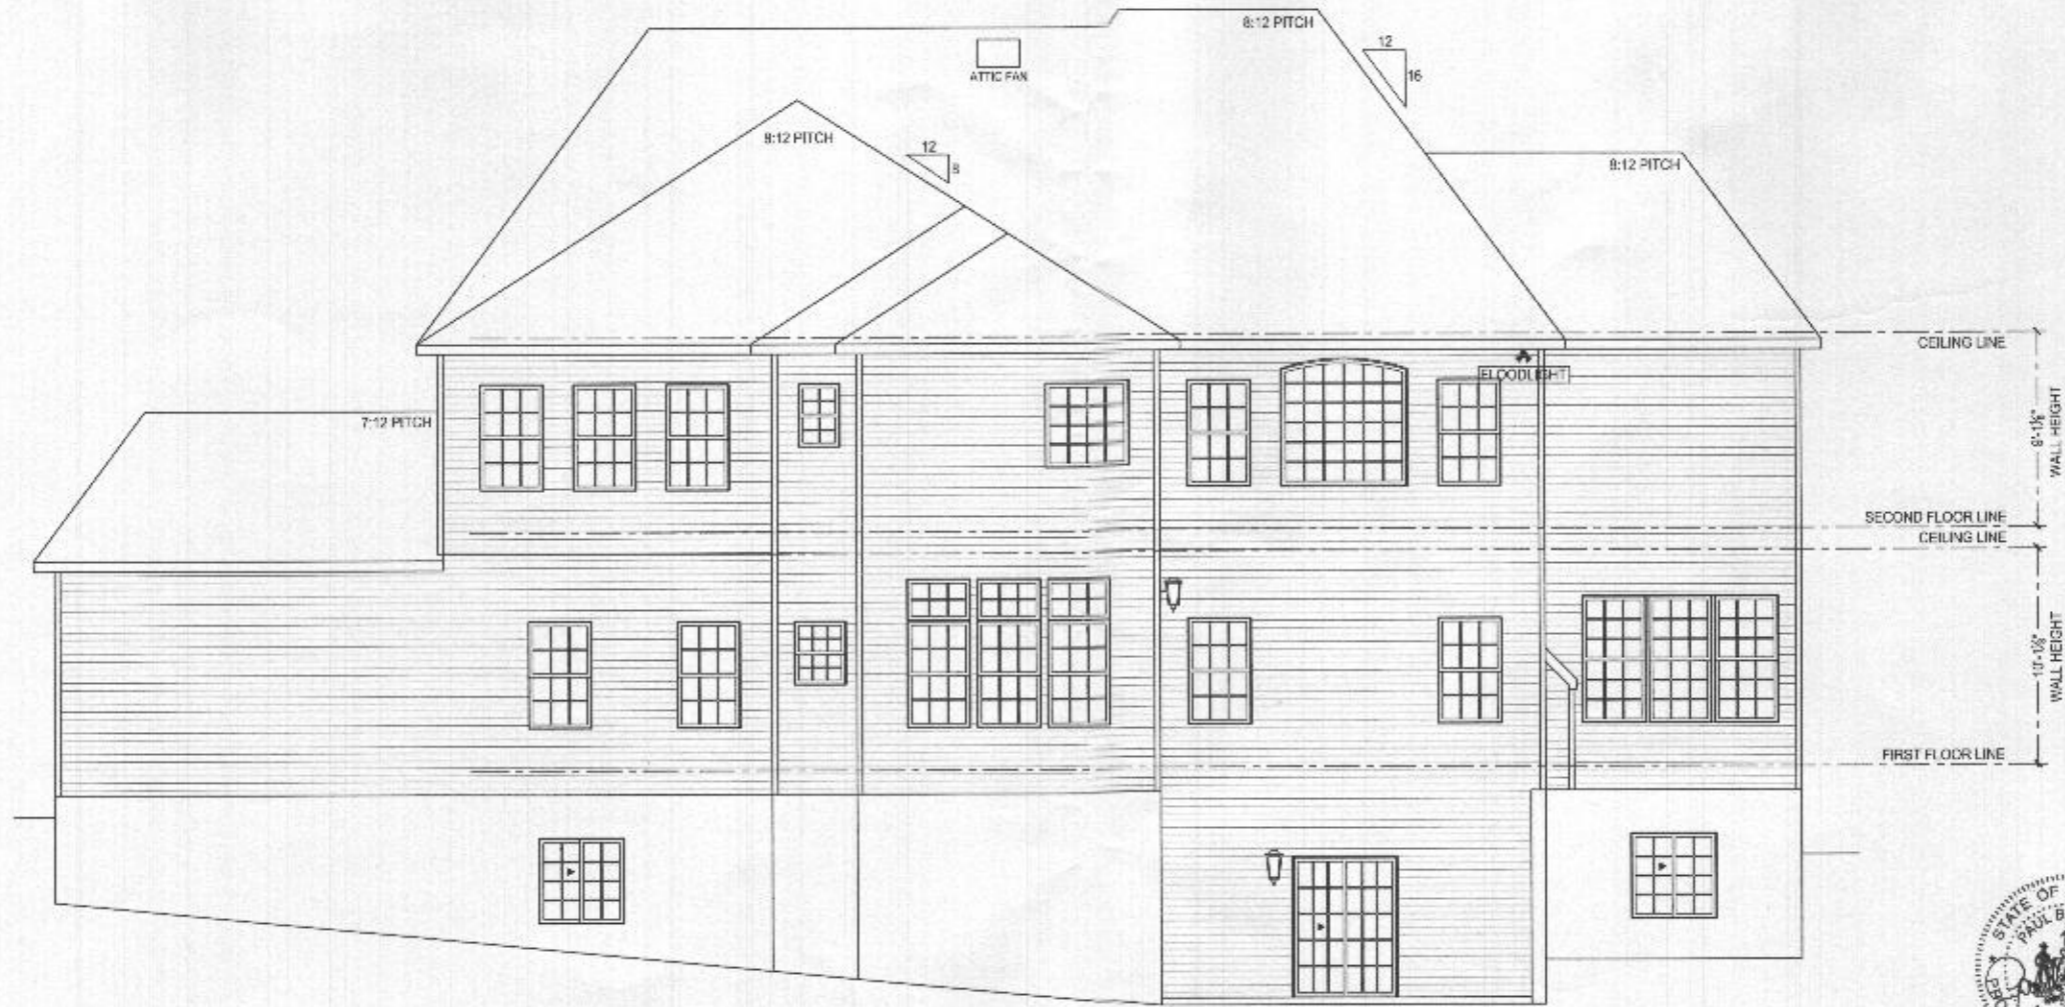 8:12 PITCH
12
16
ATTIC FAN
8:12 PITCH
12
8
8:12 PITCH
CEILING LINE
FLOODLIGHT
7:12 PITCH
WALL HEIGHT
SECOND FLOOR LINE
CEILING LINE
WALL HEIGHT
FIRST FLOOR LINE
STATE OF
PAUL B